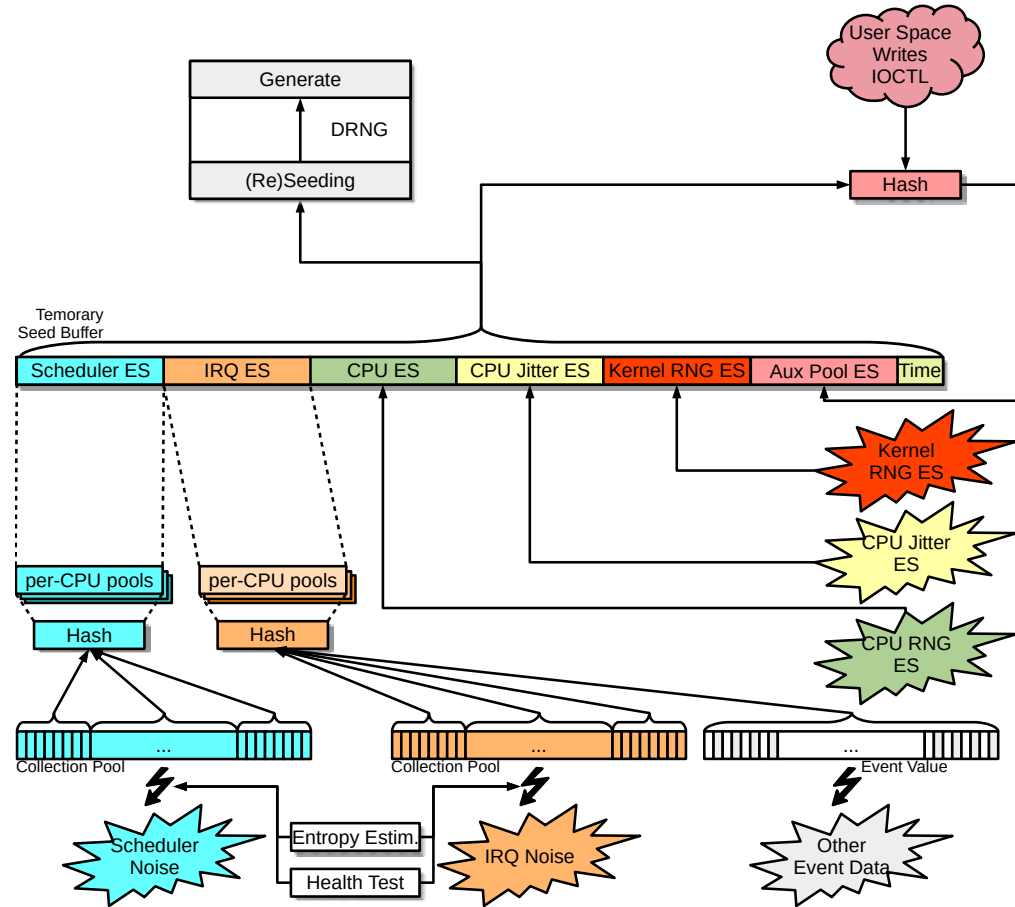 User Space
Writes
IOCTL
Generate
DRNG
(Re)Seeding
Hash
Temorary
Seed Buffer
Scheduler ES
IRQ ES
CPU ES
CPU Jitter ES
Kernel RNG ES
Aux Pool ES
Time
Kernel
RNG ES
CPU Jitter
ES
per-CPU pools
per-CPU pools
Hash
Hash
CPU RNG
ES
...
...
...
Collection Pool
Collection Pool
Event Value
Scheduler
Noise
Entropy Estim.
Health Test
IRQ Noise
Other
Event Data